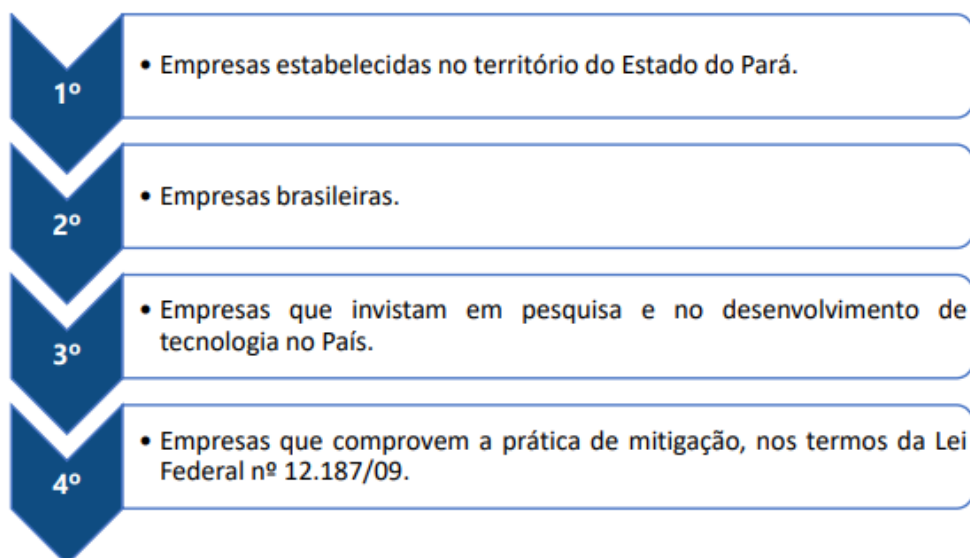 1º
• Empresas estabelecidas no território do Estado do Pará.
2º
• Empresas brasileiras.
3º
• Empresas que invistam em pesquisa e no desenvolvimento de
tecnologia no País.
4º
• Empresas que comprovem a prática de mitigação, nos termos da Lei
Federal nº 12.187/09.